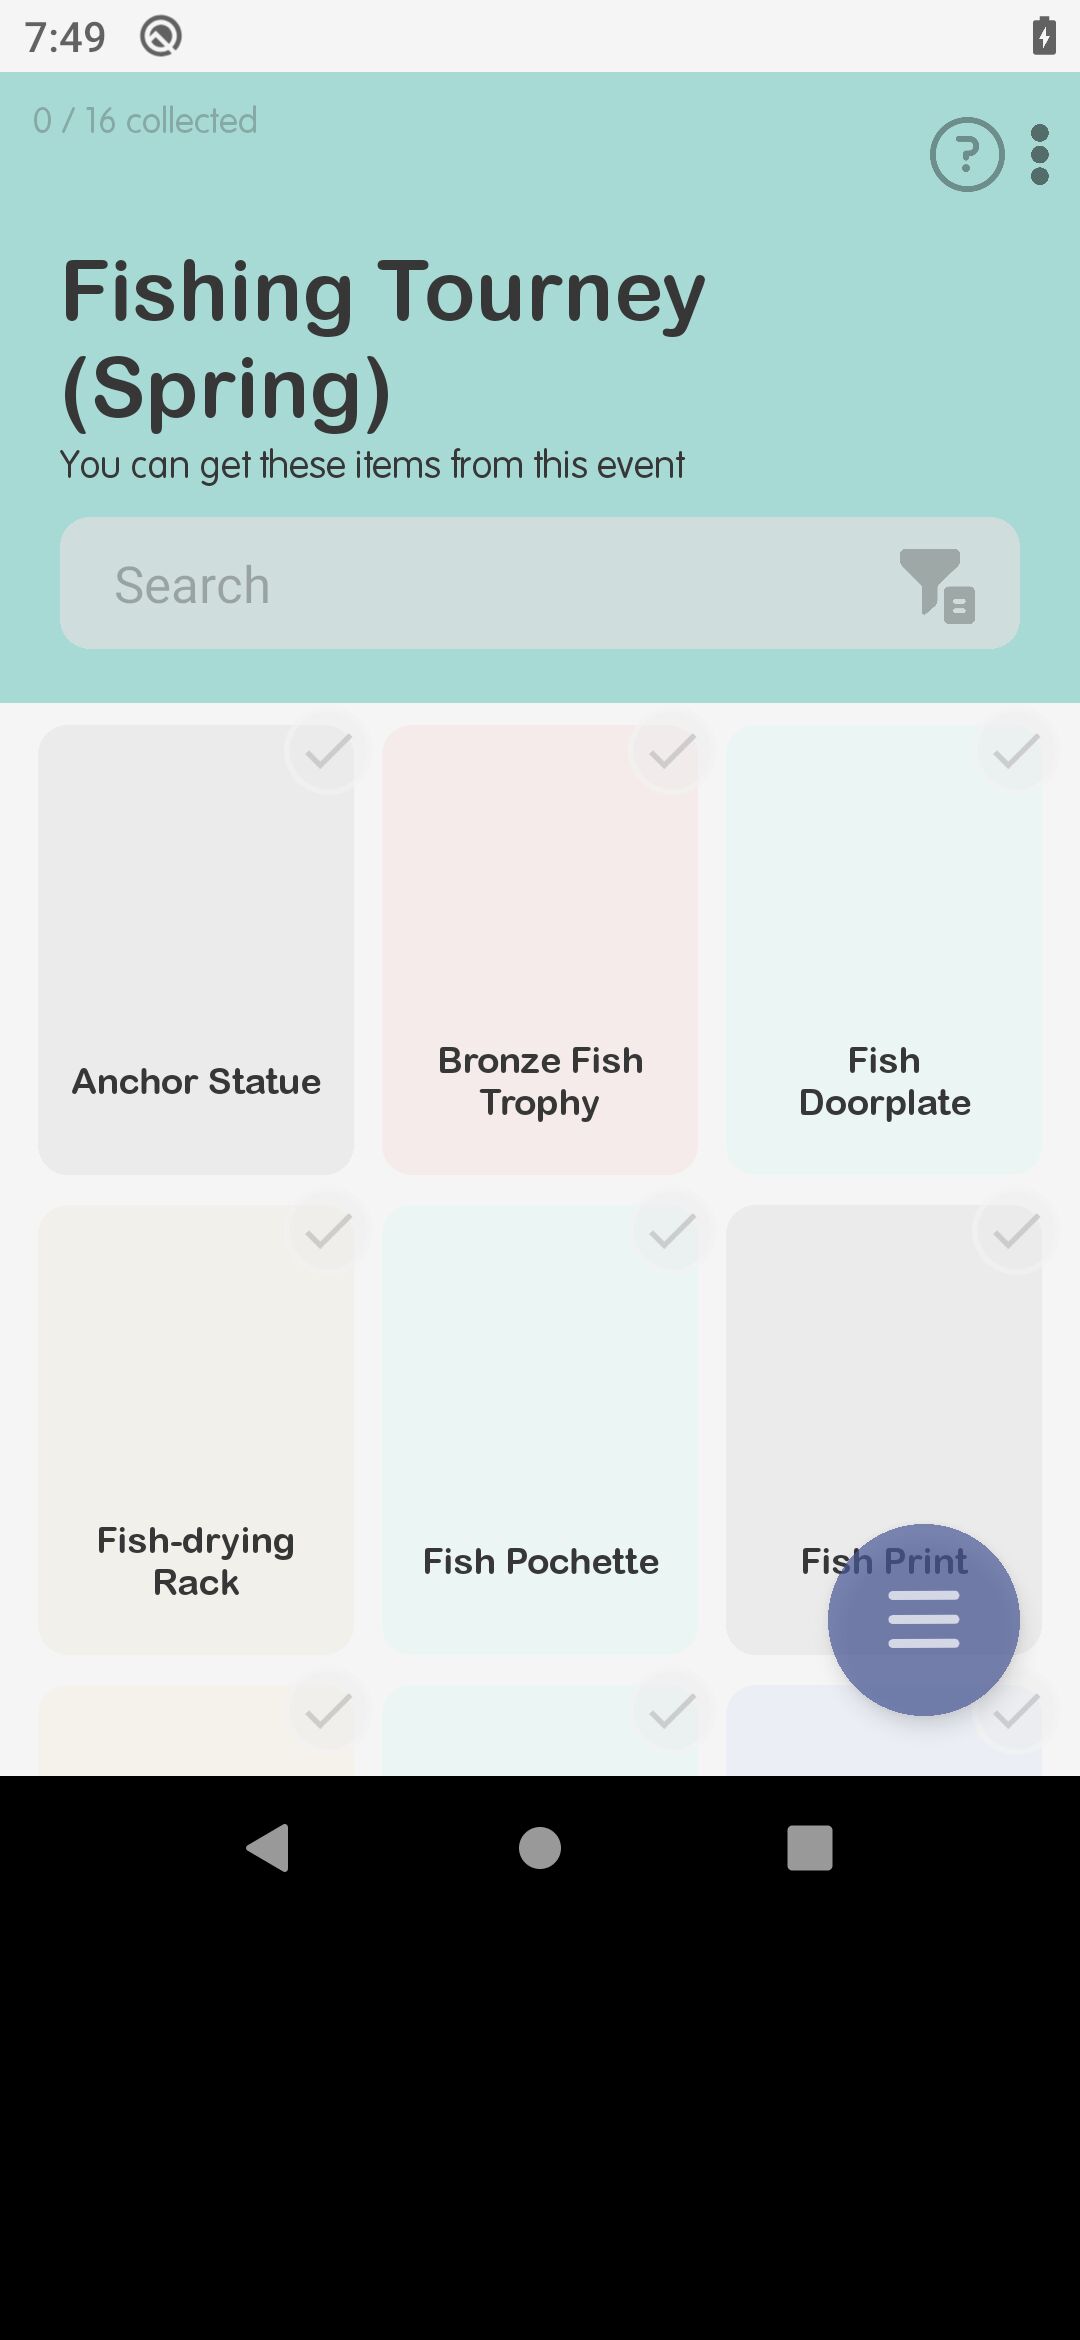 7:49
0 / 16 collected
Fishing Tourney
(Spring)
You can get these items from this event
Search
Anchor Statue
Bronze Fish
Trophy
Fish
Doorplate
Fish-drying
Rack
Fish Pochette
Fish Print